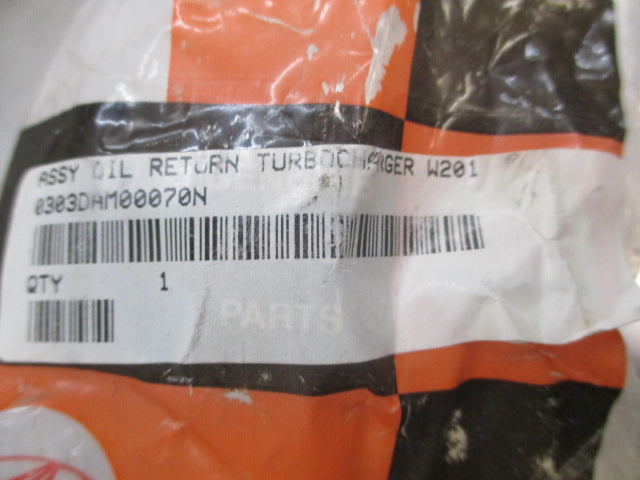 ASSY OIL RETURN TURBOCHARGER W201
0303DAM00070N
QTY 1
PARTS